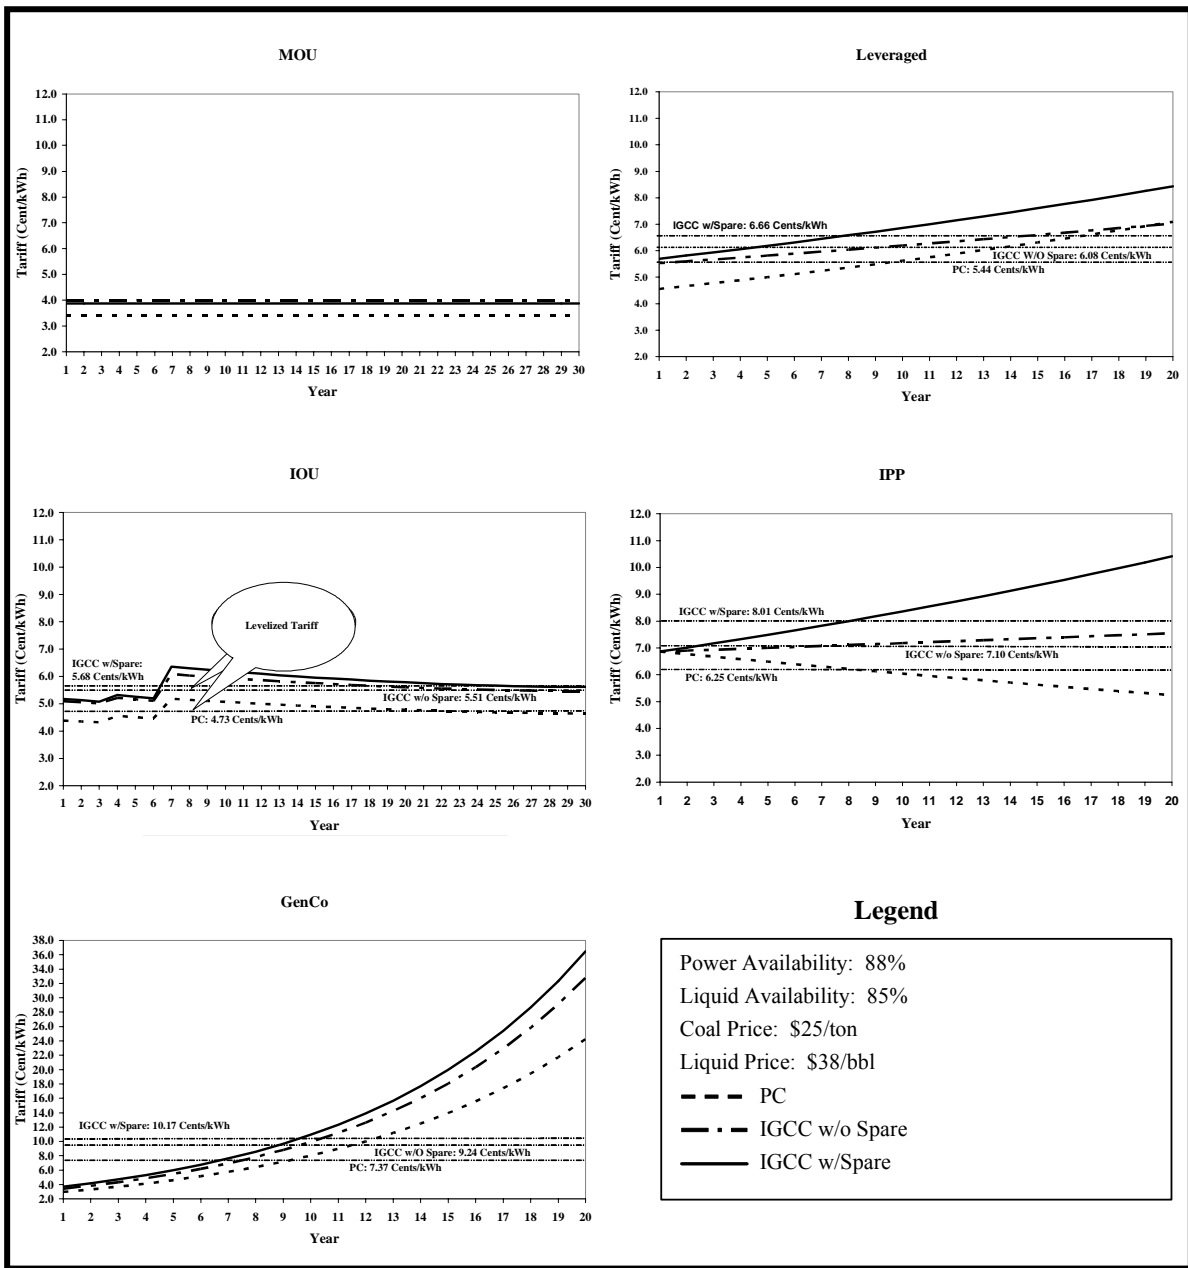 MOU
12.0
11.0
10.0
9.0
8.0
7.0
6.0
5.0
4.0
3.0
2.0
Tariff (Cent/kWh)
1 2 3 4 5 6 7 8 9 10 11 12 13 14 15 16 17 18 19 20 21 22 23 24 25 26 27 28 29 30
Year
Leveraged
12.0
11.0
10.0
9.0
8.0
7.0
6.0
5.0
4.0
3.0
2.0
Tariff (Cent/kWh)
IGCC w/Spare: 6.66 Cents/kWh
IGCC W/O Spare: 6.08 Cents/kWh
PC: 5.44 Cents/kWh
1 2 3 4 5 6 7 8 9 10 11 12 13 14 15 16 17 18 19 20
Year
IOU
12.0
11.0
10.0
9.0
8.0
7.0
6.0
5.0
4.0
3.0
2.0
Tariff (Cent/kWh)
Levelized Tariff
IGCC w/Spare:
5.68 Cents/kWh
IGCC w/o Spare: 5.51 Cents/kWh
PC: 4.73 Cents/kWh
1 2 3 4 5 6 7 8 9 10 11 12 13 14 15 16 17 18 19 20 21 22 23 24 25 26 27 28 29 30
Year
IPP
12.0
11.0
10.0
9.0
8.0
7.0
6.0
5.0
4.0
3.0
2.0
Tariff (Cent/kWh)
IGCC w/Spare: 8.01 Cents/kWh
IGCC w/o Spare: 7.10 Cents/kWh
PC: 6.25 Cents/kWh
1 2 3 4 5 6 7 8 9 10 11 12 13 14 15 16 17 18 19 20
Year
GenCo
38.0
36.0
34.0
32.0
30.0
28.0
26.0
24.0
22.0
20.0
18.0
16.0
14.0
12.0
10.0
8.0
6.0
4.0
2.0
Tariff (Cent/kWh)
IGCC w/Spare: 10.17 Cents/kWh
IGCC w/O Spare: 9.24 Cents/kWh
PC: 7.37 Cents/kWh
1 2 3 4 5 6 7 8 9 10 11 12 13 14 15 16 17 18 19 20
Year
Legend
Power Availability: 88%
Liquid Availability: 85%
Coal Price: $25/ton
Liquid Price: $38/bbl
PC
IGCC w/o Spare
IGCC w/Spare